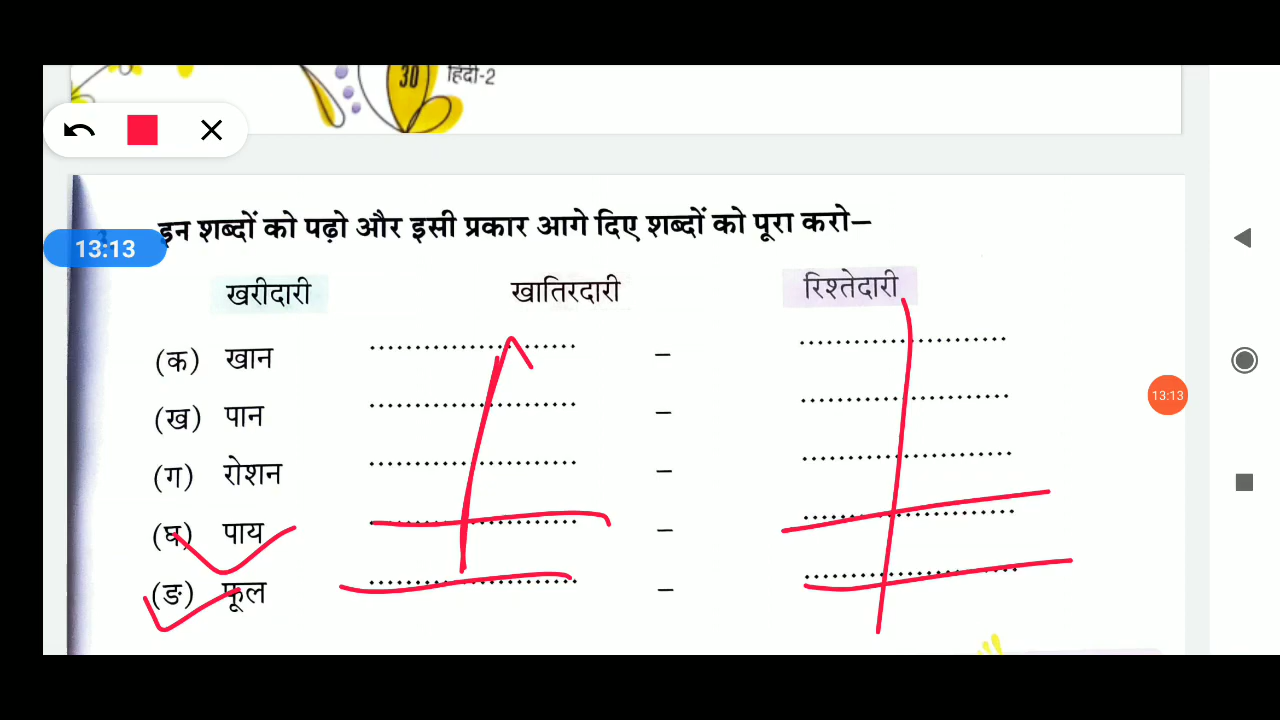 30 हिंदी-2
13:13
इन शब्दों को पढ़ो और इसी प्रकार आगे दिए शब्दों को पूरा करो—
खरीदारी खातिरदारी रिश्तेदारी
(क) खान .................................... – ....................................
(ख) पान .................................... – ....................................
(ग) रोशन .................................... – ....................................
(घ) पाय .................................... – ....................................
(ङ) फूल .................................... – ....................................
13:13